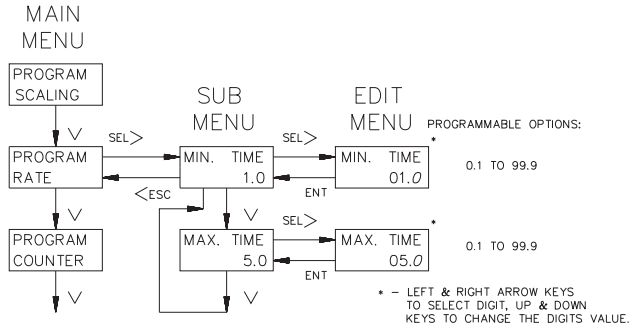 MAIN
MENU
PROGRAM
SCALING
SUB
MENU
EDIT
MENU
PROGRAMMABLE OPTIONS:
SEL>
SEL>
*
PROGRAM
RATE
MIN. TIME
1.0
MIN. TIME
01.0
0.1 TO 99.9
<ESC
ENT
SEL>
*
PROGRAM
COUNTER
MAX. TIME
5.0
MAX. TIME
05.0
0.1 TO 99.9
ENT
* – LEFT & RIGHT ARROW KEYS
TO SELECT DIGIT, UP & DOWN
KEYS TO CHANGE THE DIGITS VALUE.